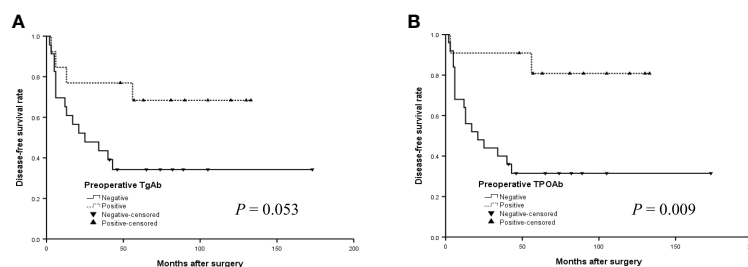 A
Disease-free survival rate
1.0
0.8
0.6
0.4
0.2
0.0
Preoperative TgAb
Negative
Positive
Negative-censored
Positive-censored
P = 0.053
0 50 100 150 200
Months after surgery
B
Disease-free survival rate
1.0
0.8
0.6
0.4
0.2
0.0
Preoperative TPOAb
Negative
Positive
Negative-censored
Positive-censored
P = 0.009
0 50 100 150
Months after surgery